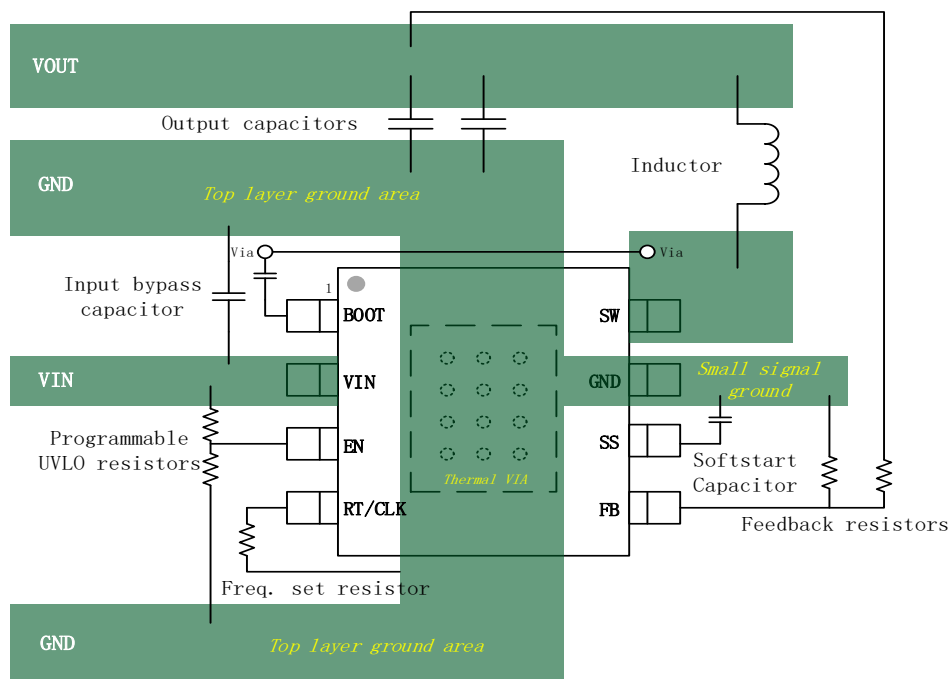 VOUT
Output capacitors
Inductor
GND
Top layer ground area
Via
Via
Input bypass
capacitor
1
BOOT
SW
VIN
VIN
GND
Small signal
ground
Programmable
UVLO resistors
EN
SS
Softstart
Capacitor
Thermal VIA
RT/CLK
FB
Feedback resistors
Freq. set resistor
GND
Top layer ground area